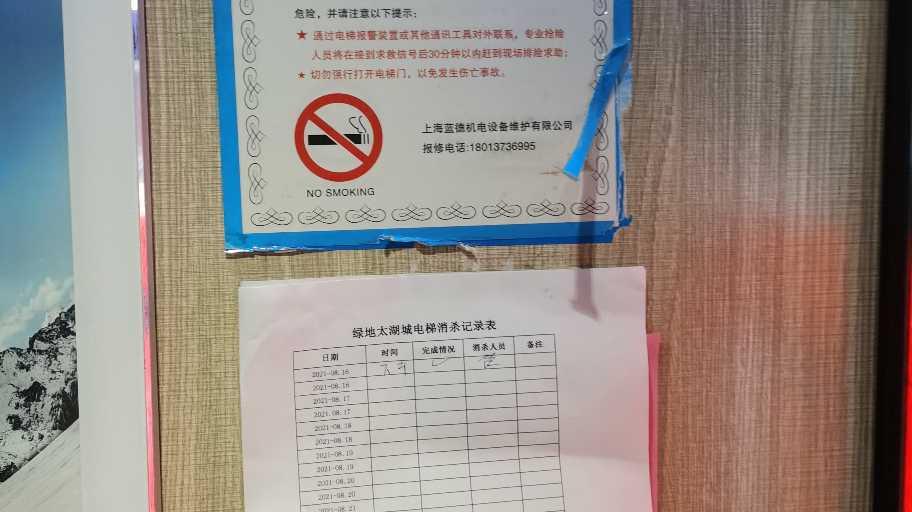 危险，并请注意以下提示：
★ 通过电梯报警装置或其他通讯工具对外联系，专业抢险
人员将在接到求救信号后30分钟以内赶到现场排险求助；
★ 切勿强行打开电梯门，以免发生伤亡事故。
上海蓝德机电设备维护有限公司
报修电话:18013736995
NO SMOKING
绿地太湖城电梯消杀记录表
日期 时间 完成情况 消杀人员 备注
2021-08.16 ✓
2021-08.16
2021-08.17
2021-08.17
2021-08.18
2021-08.18
2021-08.19
2021-08.19
2021-08.20
2021-08.20
2021-08.21